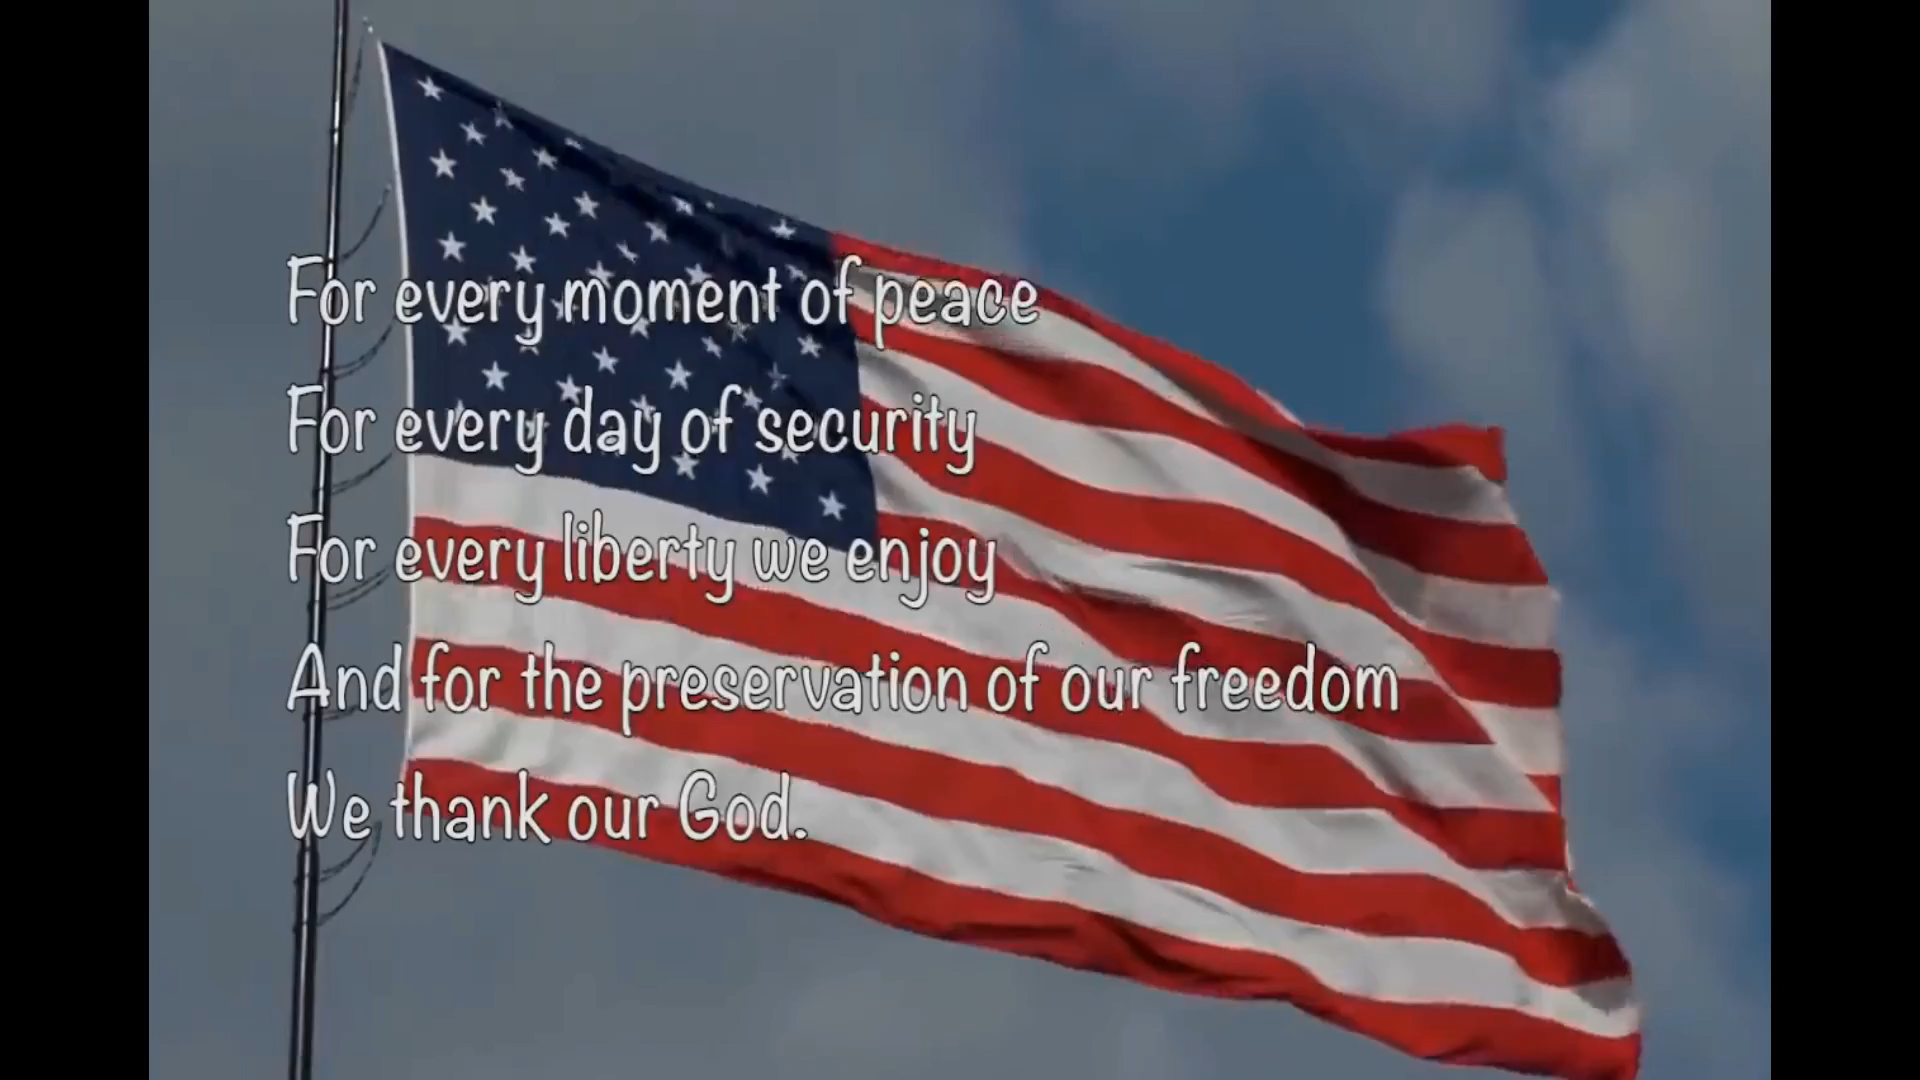 For every moment of peace
For every day of security
For every liberty we enjoy
And for the preservation of our freedom
We thank our God.